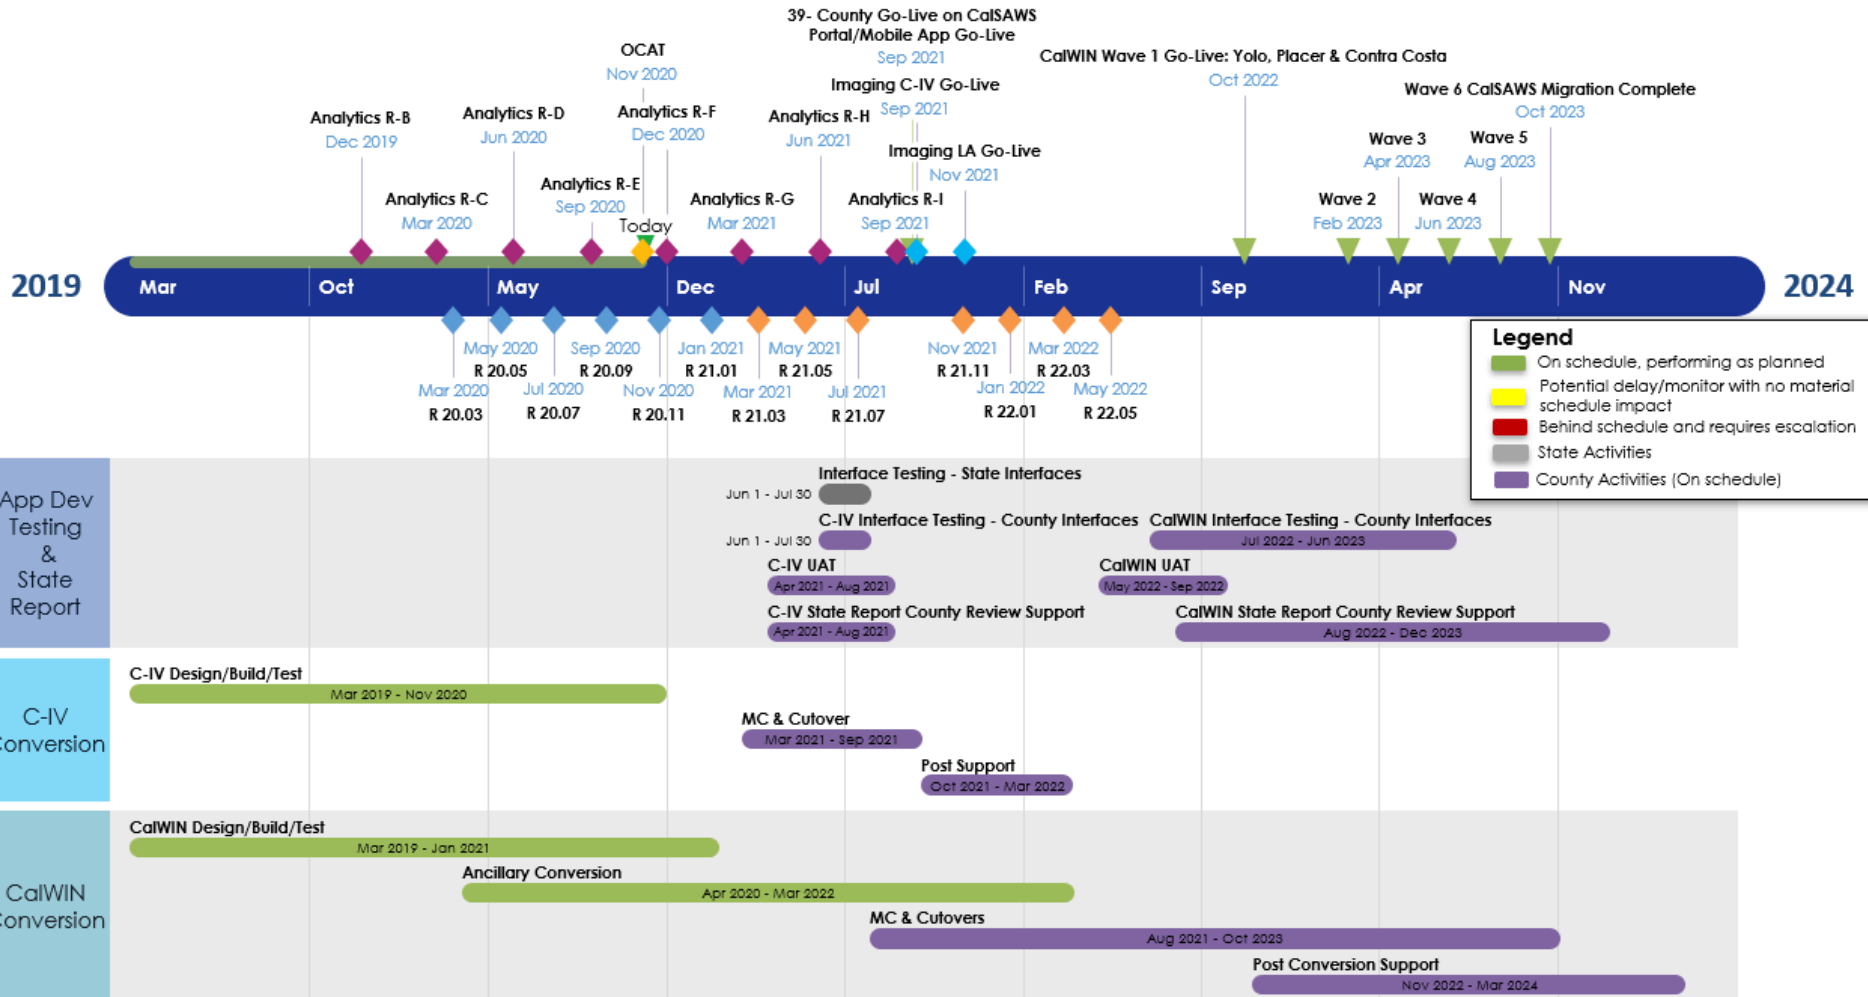 39- County Go-Live on CalSAWS
Portal/Mobile App Go-Live
Sep 2021
OCAT
Nov 2020
CalWIN Wave 1 Go-Live: Yolo, Placer & Contra Costa
Oct 2022
Imaging C-IV Go-Live
Sep 2021
Wave 6 CalSAWS Migration Complete
Oct 2023
Analytics R-B
Dec 2019
Analytics R-D
Jun 2020
Analytics R-F
Dec 2020
Analytics R-H
Jun 2021
Imaging LA Go-Live
Nov 2021
Wave 3
Apr 2023
Wave 5
Aug 2023
Analytics R-C
Mar 2020
Analytics R-E
Sep 2020
Today
Analytics R-G
Mar 2021
Analytics R-I
Sep 2021
Wave 2
Feb 2023
Wave 4
Jun 2023
2019
Mar
Oct
May
Dec
Jul
Feb
Sep
Apr
Nov
2024
May 2020
R 20.05
Sep 2020
R 20.09
Jan 2021
R 21.01
May 2021
R 21.05
Nov 2021
R 21.11
Mar 2022
R 22.03
Mar 2020
R 20.03
Jul 2020
R 20.07
Nov 2020
R 20.11
Mar 2021
R 21.03
Jul 2021
R 21.07
Jan 2022
R 22.01
May 2022
R 22.05
Legend
On schedule, performing as planned
Potential delay/monitor with no material
schedule impact
Behind schedule and requires escalation
State Activities
County Activities (On schedule)
App Dev
Testing
&
State
Report
Interface Testing - State Interfaces
Jun 1 - Jul 30
C-IV Interface Testing - County Interfaces
Jun 1 - Jul 30
CalWIN Interface Testing - County Interfaces
Jul 2022 - Jun 2023
C-IV UAT
Apr 2021 - Aug 2021
CalWIN UAT
May 2022 - Sep 2022
C-IV State Report County Review Support
Apr 2021 - Aug 2021
CalWIN State Report County Review Support
Aug 2022 - Dec 2023
C-IV
Conversion
C-IV Design/Build/Test
Mar 2019 - Nov 2020
MC & Cutover
Mar 2021 - Sep 2021
Post Support
Oct 2021 - Mar 2022
CalWIN
Conversion
CalWIN Design/Build/Test
Mar 2019 - Jan 2021
Ancillary Conversion
Apr 2020 - Mar 2022
MC & Cutovers
Aug 2021 - Oct 2023
Post Conversion Support
Nov 2022 - Mar 2024